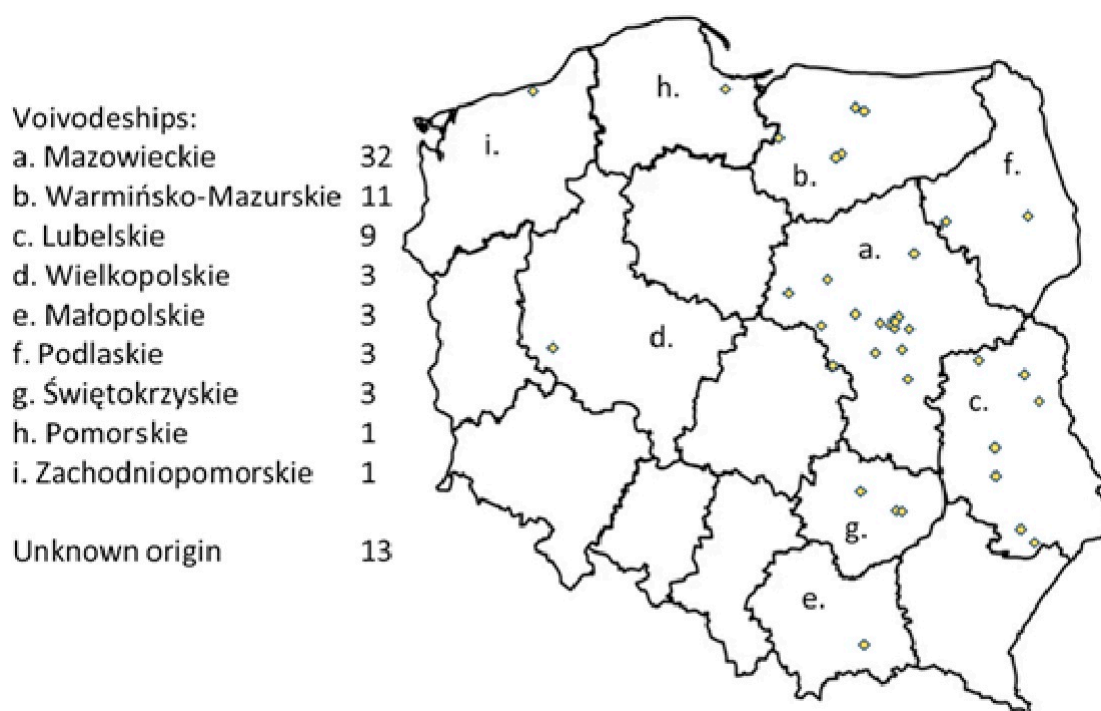 Voivodeships:
a. Mazowieckie 32
b. Warmińsko-Mazurskie 11
c. Lubelskie 9
d. Wielkopolskie 3
e. Małopolskie 3
f. Podlaskie 3
g. Świętokrzyskie 3
h. Pomorskie 1
i. Zachodniopomorskie 1
Unknown origin 13
h.
i.
b.
f.
a.
d.
c.
g.
e.